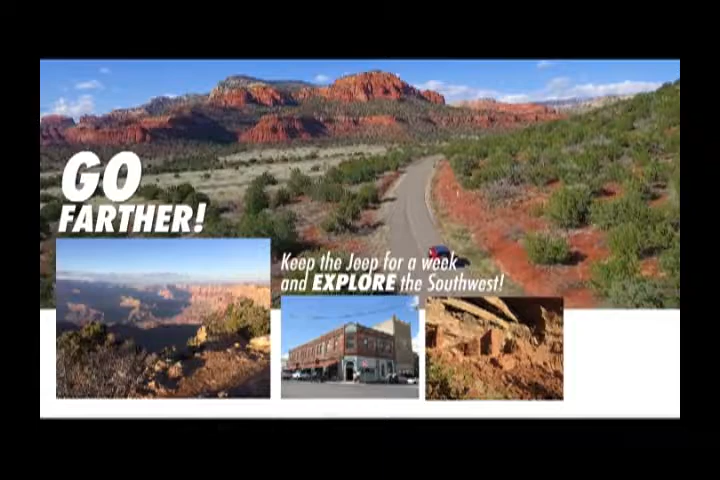 GO
FARTHER!
Keep the Jeep for a week
and EXPLORE the Southwest!